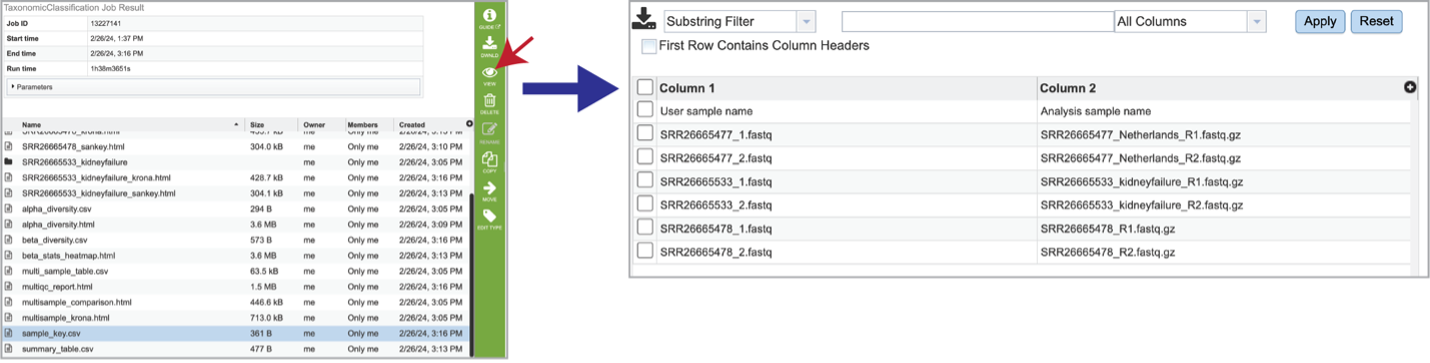 TaxonomicClassification Job Result
Job ID 13227141
Start time 2/26/24, 1:37 PM
End time 2/26/24, 3:16 PM
Run time 1h38m3651s
Parameters
Name Size Owner Members Created
SRR26665478_krona.html 455.7 kB me Only me 2/26/24, 3:15 PM
SRR26665478_sankey.html 304.0 kB me Only me 2/26/24, 3:10 PM
SRR26665533_kidneyfailure me Only me 2/26/24, 3:05 PM
SRR26665533_kidneyfailure_krona.html 428.7 kB me Only me 2/26/24, 3:16 PM
SRR26665533_kidneyfailure_sankey.html 304.1 kB me Only me 2/26/24, 3:13 PM
alpha_diversity.csv 294 B me Only me 2/26/24, 3:05 PM
alpha_diversity.html 3.6 MB me Only me 2/26/24, 3:09 PM
beta_diversity.csv 573 B me Only me 2/26/24, 3:05 PM
beta_stats_heatmap.html 3.6 MB me Only me 2/26/24, 3:13 PM
multi_sample_table.csv 63.5 kB me Only me 2/26/24, 3:05 PM
multiqc_report.html 1.5 MB me Only me 2/26/24, 3:16 PM
multisample_comparison.html 446.6 kB me Only me 2/26/24, 3:05 PM
multisample_krona.html 713.0 kB me Only me 2/26/24, 3:05 PM
sample_key.csv 361 B me Only me 2/26/24, 3:16 PM
summary_table.csv 477 B me Only me 2/26/24, 3:13 PM
GUIDE
DWNLD
VIEW
DELETE
RENAME
COPY
MOVE
EDIT TYPE
Substring Filter All Columns Apply Reset
First Row Contains Column Headers
Column 1 Column 2
User sample name Analysis sample name
SRR26665477_1.fastq SRR26665477_Netherlands_R1.fastq.gz
SRR26665477_2.fastq SRR26665477_Netherlands_R2.fastq.gz
SRR26665533_1.fastq SRR26665533_kidneyfailure_R1.fastq.gz
SRR26665533_2.fastq SRR26665533_kidneyfailure_R2.fastq.gz
SRR26665478_1.fastq SRR26665478_R1.fastq.gz
SRR26665478_2.fastq SRR26665478_R2.fastq.gz